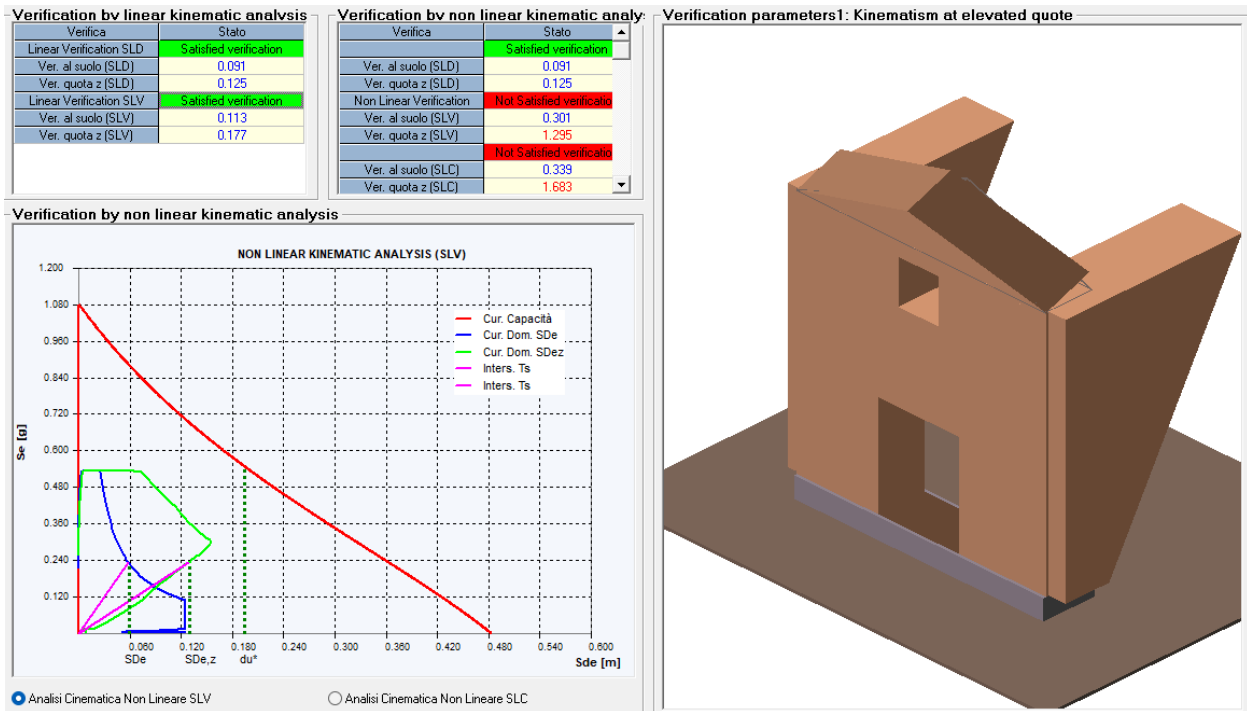 Verification by linear kinematic analysis
Verifica Stato
Linear Verification SLD Satisfied verification
Ver. al suolo (SLD) 0.091
Ver. quota z (SLD) 0.125
Linear Verification SLV Satisfied verification
Ver. al suolo (SLV) 0.113
Ver. quota z (SLV) 0.177
Verification by non linear kinematic analy:
Verifica Stato
Satisfied verification
Ver. al suolo (SLD) 0.091
Ver. quota z (SLD) 0.125
Non Linear Verification Not Satisfied verificatio
Ver. al suolo (SLV) 0.301
Ver. quota z (SLV) 1.295
Not Satisfied verificatio
Ver. al suolo (SLC) 0.339
Ver. quota z (SLC) 1.683
Verification parameters1: Kinematism at elevated quote
Verification by non linear kinematic analysis
NON LINEAR KINEMATIC ANALYSIS (SLV)
1.200
1.080
0.960
0.840
0.720
0.600
0.480
0.360
0.240
0.120
Se [g]
Cur. Capacità
Cur. Dom. SDe
Cur. Dom. SDez
Inters. Ts
Inters. Ts
0.060 0.120 0.180 0.240 0.300 0.360 0.420 0.480 0.540 0.600
SDe SDe,z du*
Sde [m]
Analisi Cinematica Non Lineare SLV
Analisi Cinematica Non Lineare SLC